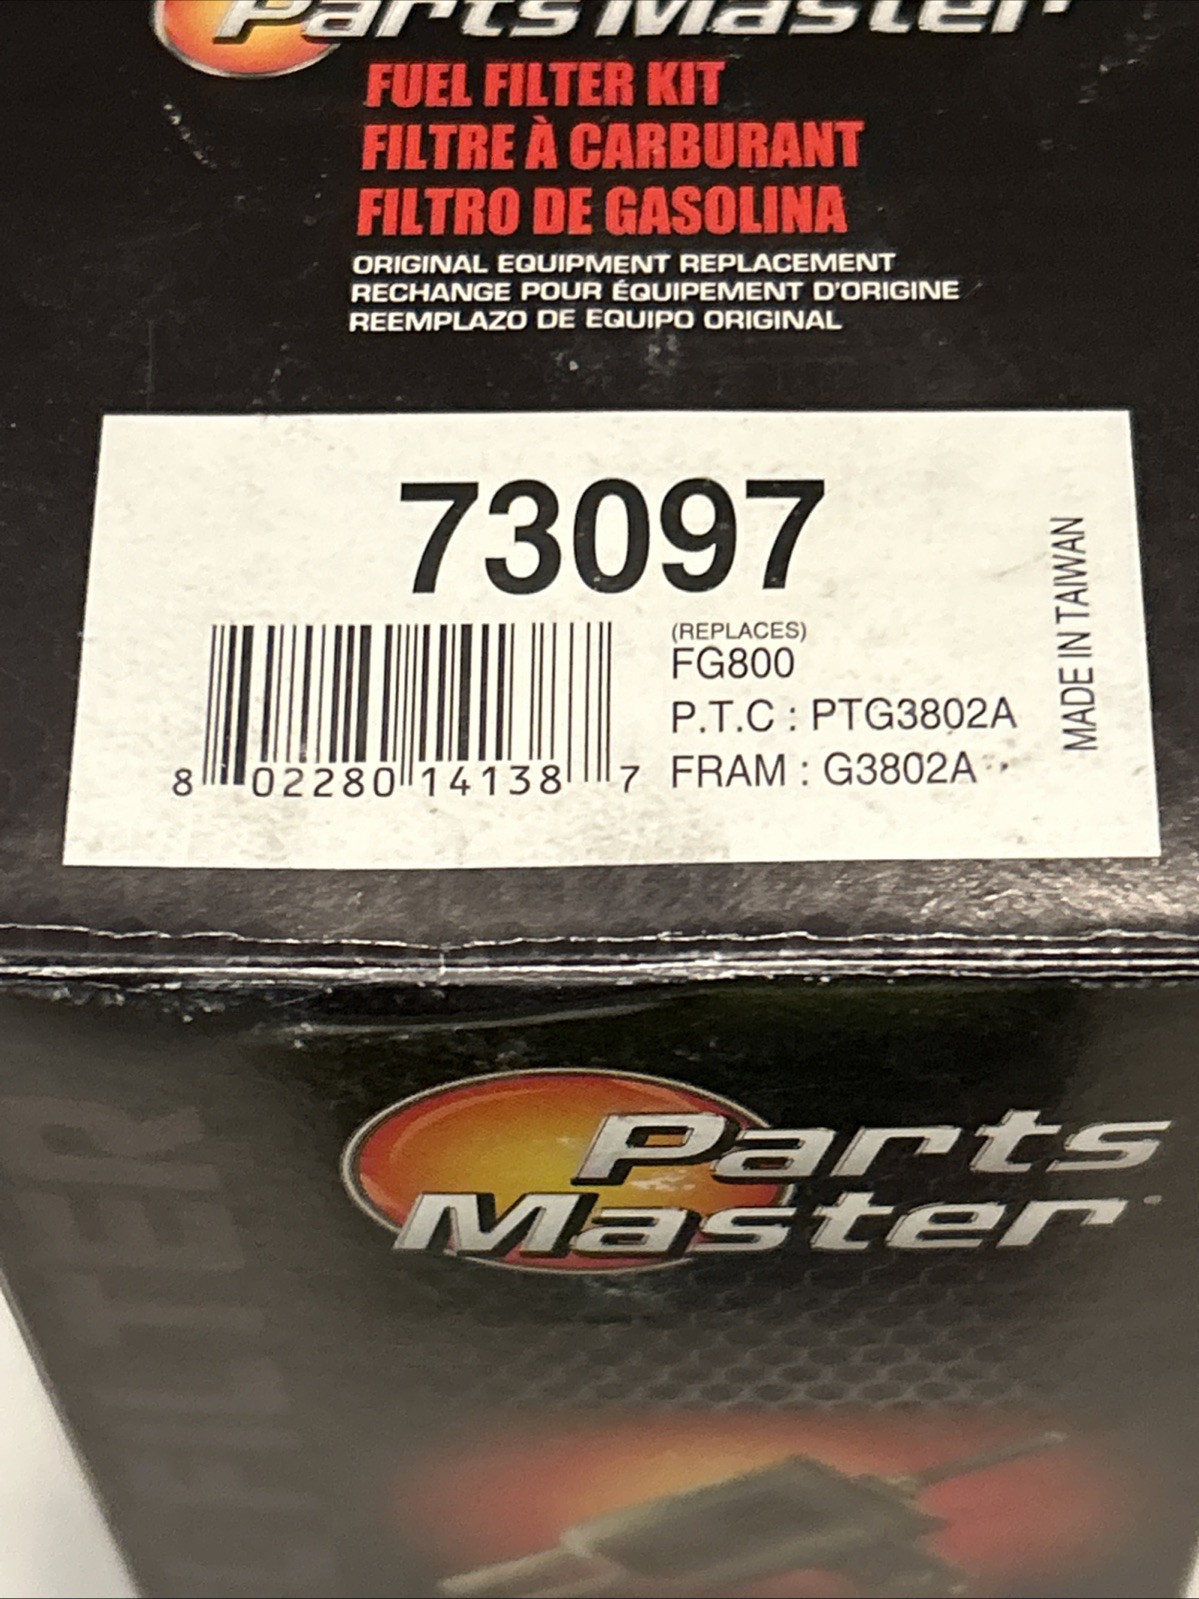 Parts Master
FUEL FILTER KIT
FILTRE À CARBURANT
FILTRO DE GASOLINA
ORIGINAL EQUIPMENT REPLACEMENT
RECHANGE POUR ÉQUIPEMENT D'ORIGINE
REEMPLAZO DE EQUIPO ORIGINAL
73097
(REPLACES)
FG800
P.T.C : PTG3802A
FRAM : G3802A
8 02280 14138 7
MADE IN TAIWAN
Parts
Master
FILTER